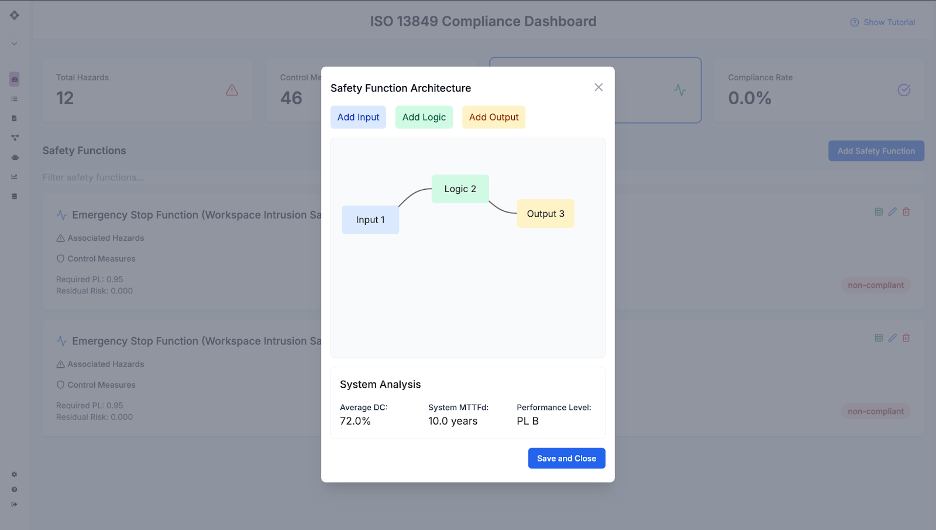 ISO 13849 Compliance Dashboard
Show Tutorial
Total Hazards
12
Control Me
46
Compliance Rate
0.0%
Safety Functions
Add Safety Function
Filter safety functions...
Emergency Stop Function (Workspace Intrusion Sa
Associated Hazards
Control Measures
Required PL: 0.95
Residual Risk: 0.000
non-compliant
Emergency Stop Function (Workspace Intrusion Sa
Associated Hazards
Control Measures
Required PL: 0.95
Residual Risk: 0.000
non-compliant
Safety Function Architecture
Add Input
Add Logic
Add Output
Logic 2
Input 1
Output 3
System Analysis
Average DC:
System MTTFd:
Performance Level:
72.0%
10.0 years
PL B
Save and Close